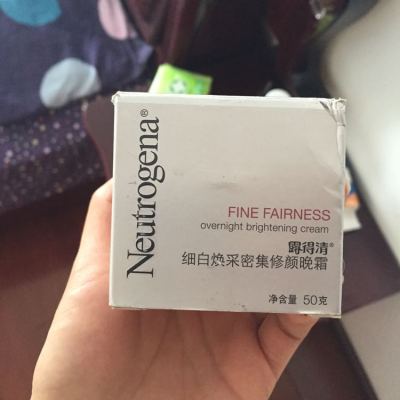 Neutrogena®
FINE FAIRNESS
overnight brightening cream
露得清®
细白焕采密集修颜晚霜
净含量 50克